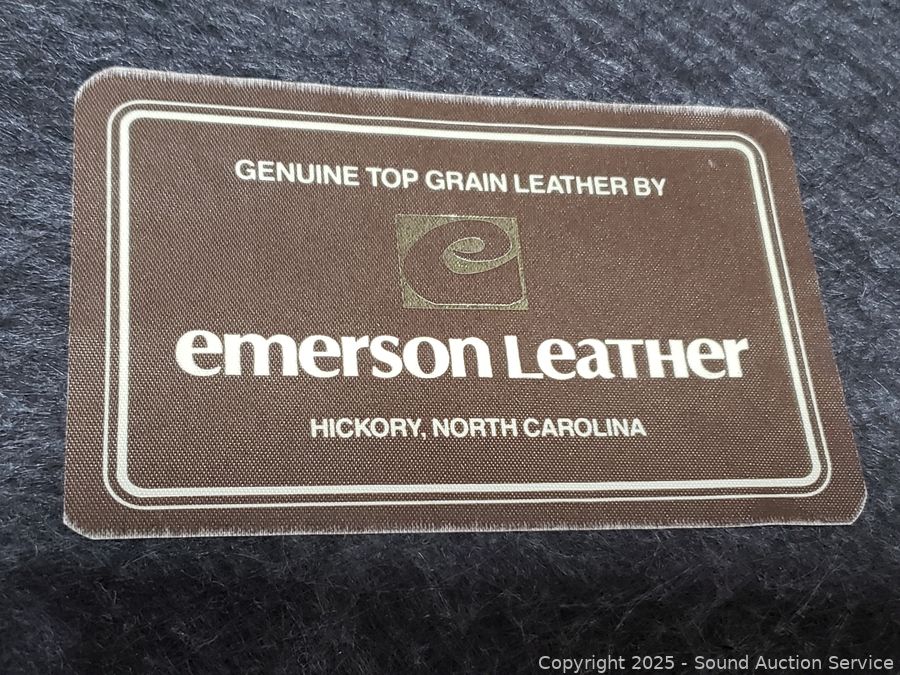 GENUINE TOP GRAIN LEATHER BY
e
emerson Leather
HICKORY, NORTH CAROLINA
Copyright 2025 - Sound Auction Service